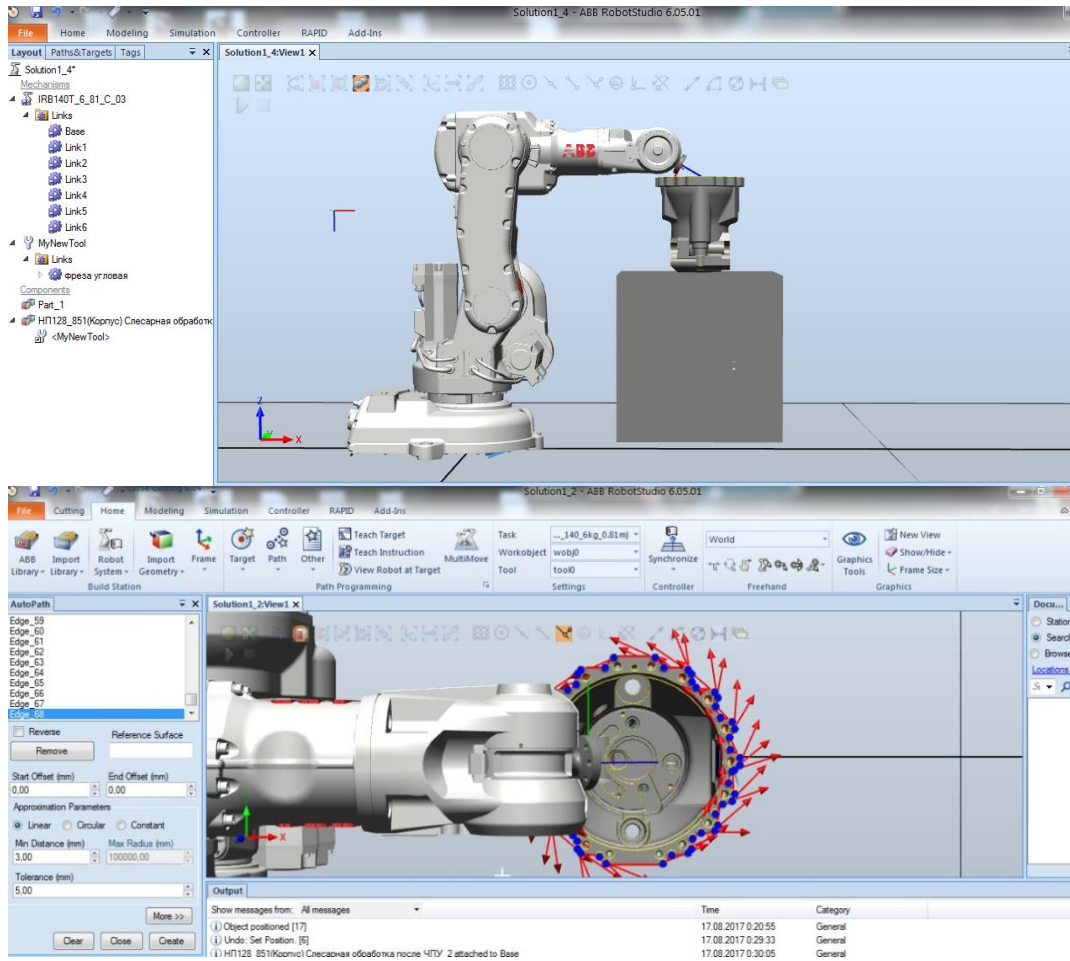 Solution1_4 - ABB RobotStudio 6.05.01
File Home Modeling Simulation Controller RAPID Add-Ins
Layout Paths&Targets Tags
Solution1_4:View1
Solution1_4*
Mechanisms
IRB140T_6_81_C_03
Links
Base
Link1
Link2
Link3
Link4
Link5
Link6
MyNewTool
Links
фреза угловая
Components
Part_1
НП128_851(Корпус) Слесарная обработк
<MyNewTool>
ABB
Z
X
Solution1_2 - ABB RobotStudio 6.05.01
File Cutting Home Modeling Simulation Controller RAPID Add-Ins
ABB Library
Import Library
Robot System
Import Geometry
Frame
Target
Path
Other
Teach Target
Teach Instruction
View Robot at Target
MultiMove
Task ..._140_6kg_0.81m)
Workobject wobj0
Tool tool0
Synchronize
World
Graphics Tools
New View
Show/Hide
Frame Size
Build Station Path Programming Settings Controller Freehand Graphics
AutoPath
Solution1_2:View1
Edge_59
Edge_60
Edge_61
Edge_62
Edge_63
Edge_64
Edge_65
Edge_66
Edge_67
Edge_68
Reverse
Reference Surface
Remove
Start Offset (mm) End Offset (mm)
0,00 0,00
Approximation Parameters
Linear Circular Constant
Min Distance (mm) Max Radius (mm)
3,00 100000,00
Tolerance (mm)
5,00
More >>
Clear Close Create
X
Docu...
Station
Search
Browse
Locations
Output
Show messages from: All messages Time Category
Object positioned [17] 17.08.2017 0:20:55 General
Undo: Set Position. [6] 17.08.2017 0:29:33 General
НП128_851(Корпус) Слесарная обработка после ЧПУ_2 attached to Base 17.08.2017 0:30:05 General